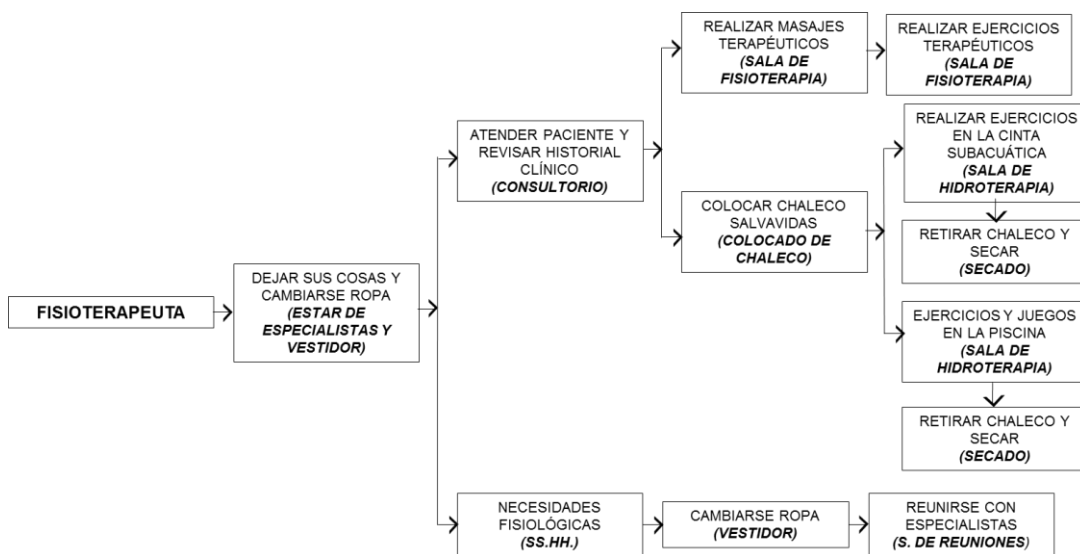 FISIOTERAPEUTA
DEJAR SUS COSAS Y
CAMBIARSE ROPA
(ESTAR DE
ESPECIALISTAS Y
VESTIDOR)
ATENDER PACIENTE Y
REVISAR HISTORIAL
CLÍNICO
(CONSULTORIO)
REALIZAR MASAJES
TERAPÉUTICOS
(SALA DE
FISIOTERAPIA)
REALIZAR EJERCICIOS
TERAPÉUTICOS
(SALA DE
FISIOTERAPIA)
COLOCAR CHALECO
SALVAVIDAS
(COLOCADO DE
CHALECO)
REALIZAR EJERCICIOS
EN LA CINTA
SUBACUÁTICA
(SALA DE
HIDROTERAPIA)
RETIRAR CHALECO Y
SECAR
(SECADO)
EJERCICIOS Y JUEGOS
EN LA PISCINA
(SALA DE
HIDROTERAPIA)
RETIRAR CHALECO Y
SECAR
(SECADO)
NECESIDADES
FISIOLÓGICAS
(SS.HH.)
CAMBIARSE ROPA
(VESTIDOR)
REUNIRSE CON
ESPECIALISTAS
(S. DE REUNIONES)